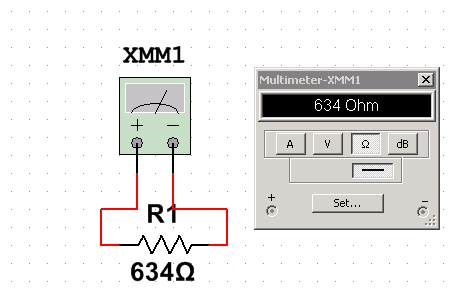 XMM1
+ −
R1
634Ω
Multimeter-XMM1
634 Ohm
A V Ω dB
Set...
+ −